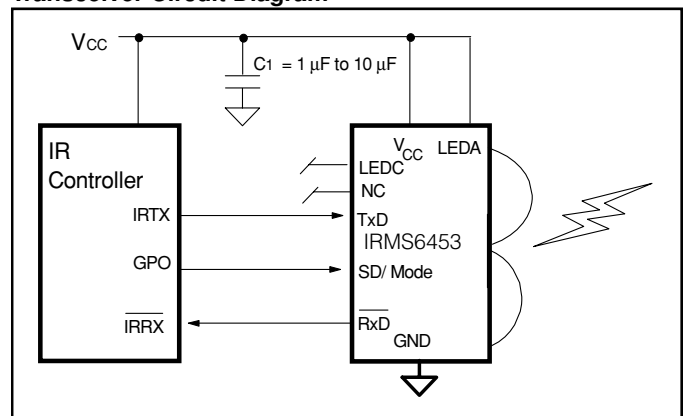 Transceiver Circuit Diagram
Vcc
C1 = 1 μF to 10 μF
IR
Controller
IRTX
GPO
IRRX
VCC
LEDA
LEDC
NC
TxD
IRMS6453
SD/ Mode
RxD
GND